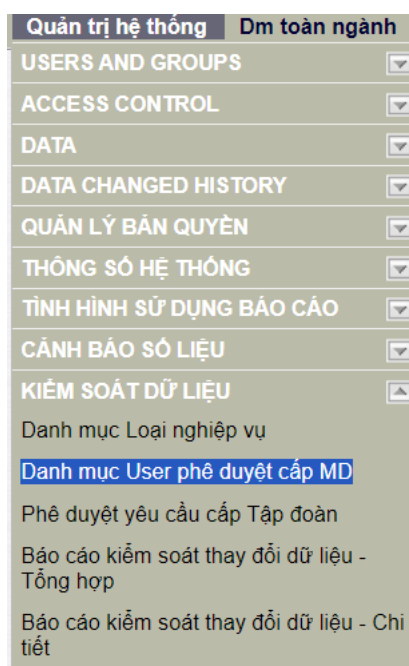 Quản trị hệ thống Dm toàn ngành
USERS AND GROUPS
ACCESS CONTROL
DATA
DATA CHANGED HISTORY
QUẢN LÝ BẢN QUYỀN
THÔNG SỐ HỆ THỐNG
TÌNH HÌNH SỬ DỤNG BÁO CÁO
CẢNH BÁO SỐ LIỆU
KIỂM SOÁT DỮ LIỆU
Danh mục Loại nghiệp vụ
Danh mục User phê duyệt cấp MD
Phê duyệt yêu cầu cấp Tập đoàn
Báo cáo kiểm soát thay đổi dữ liệu -
Tổng hợp
Báo cáo kiểm soát thay đổi dữ liệu - Chi
tiết